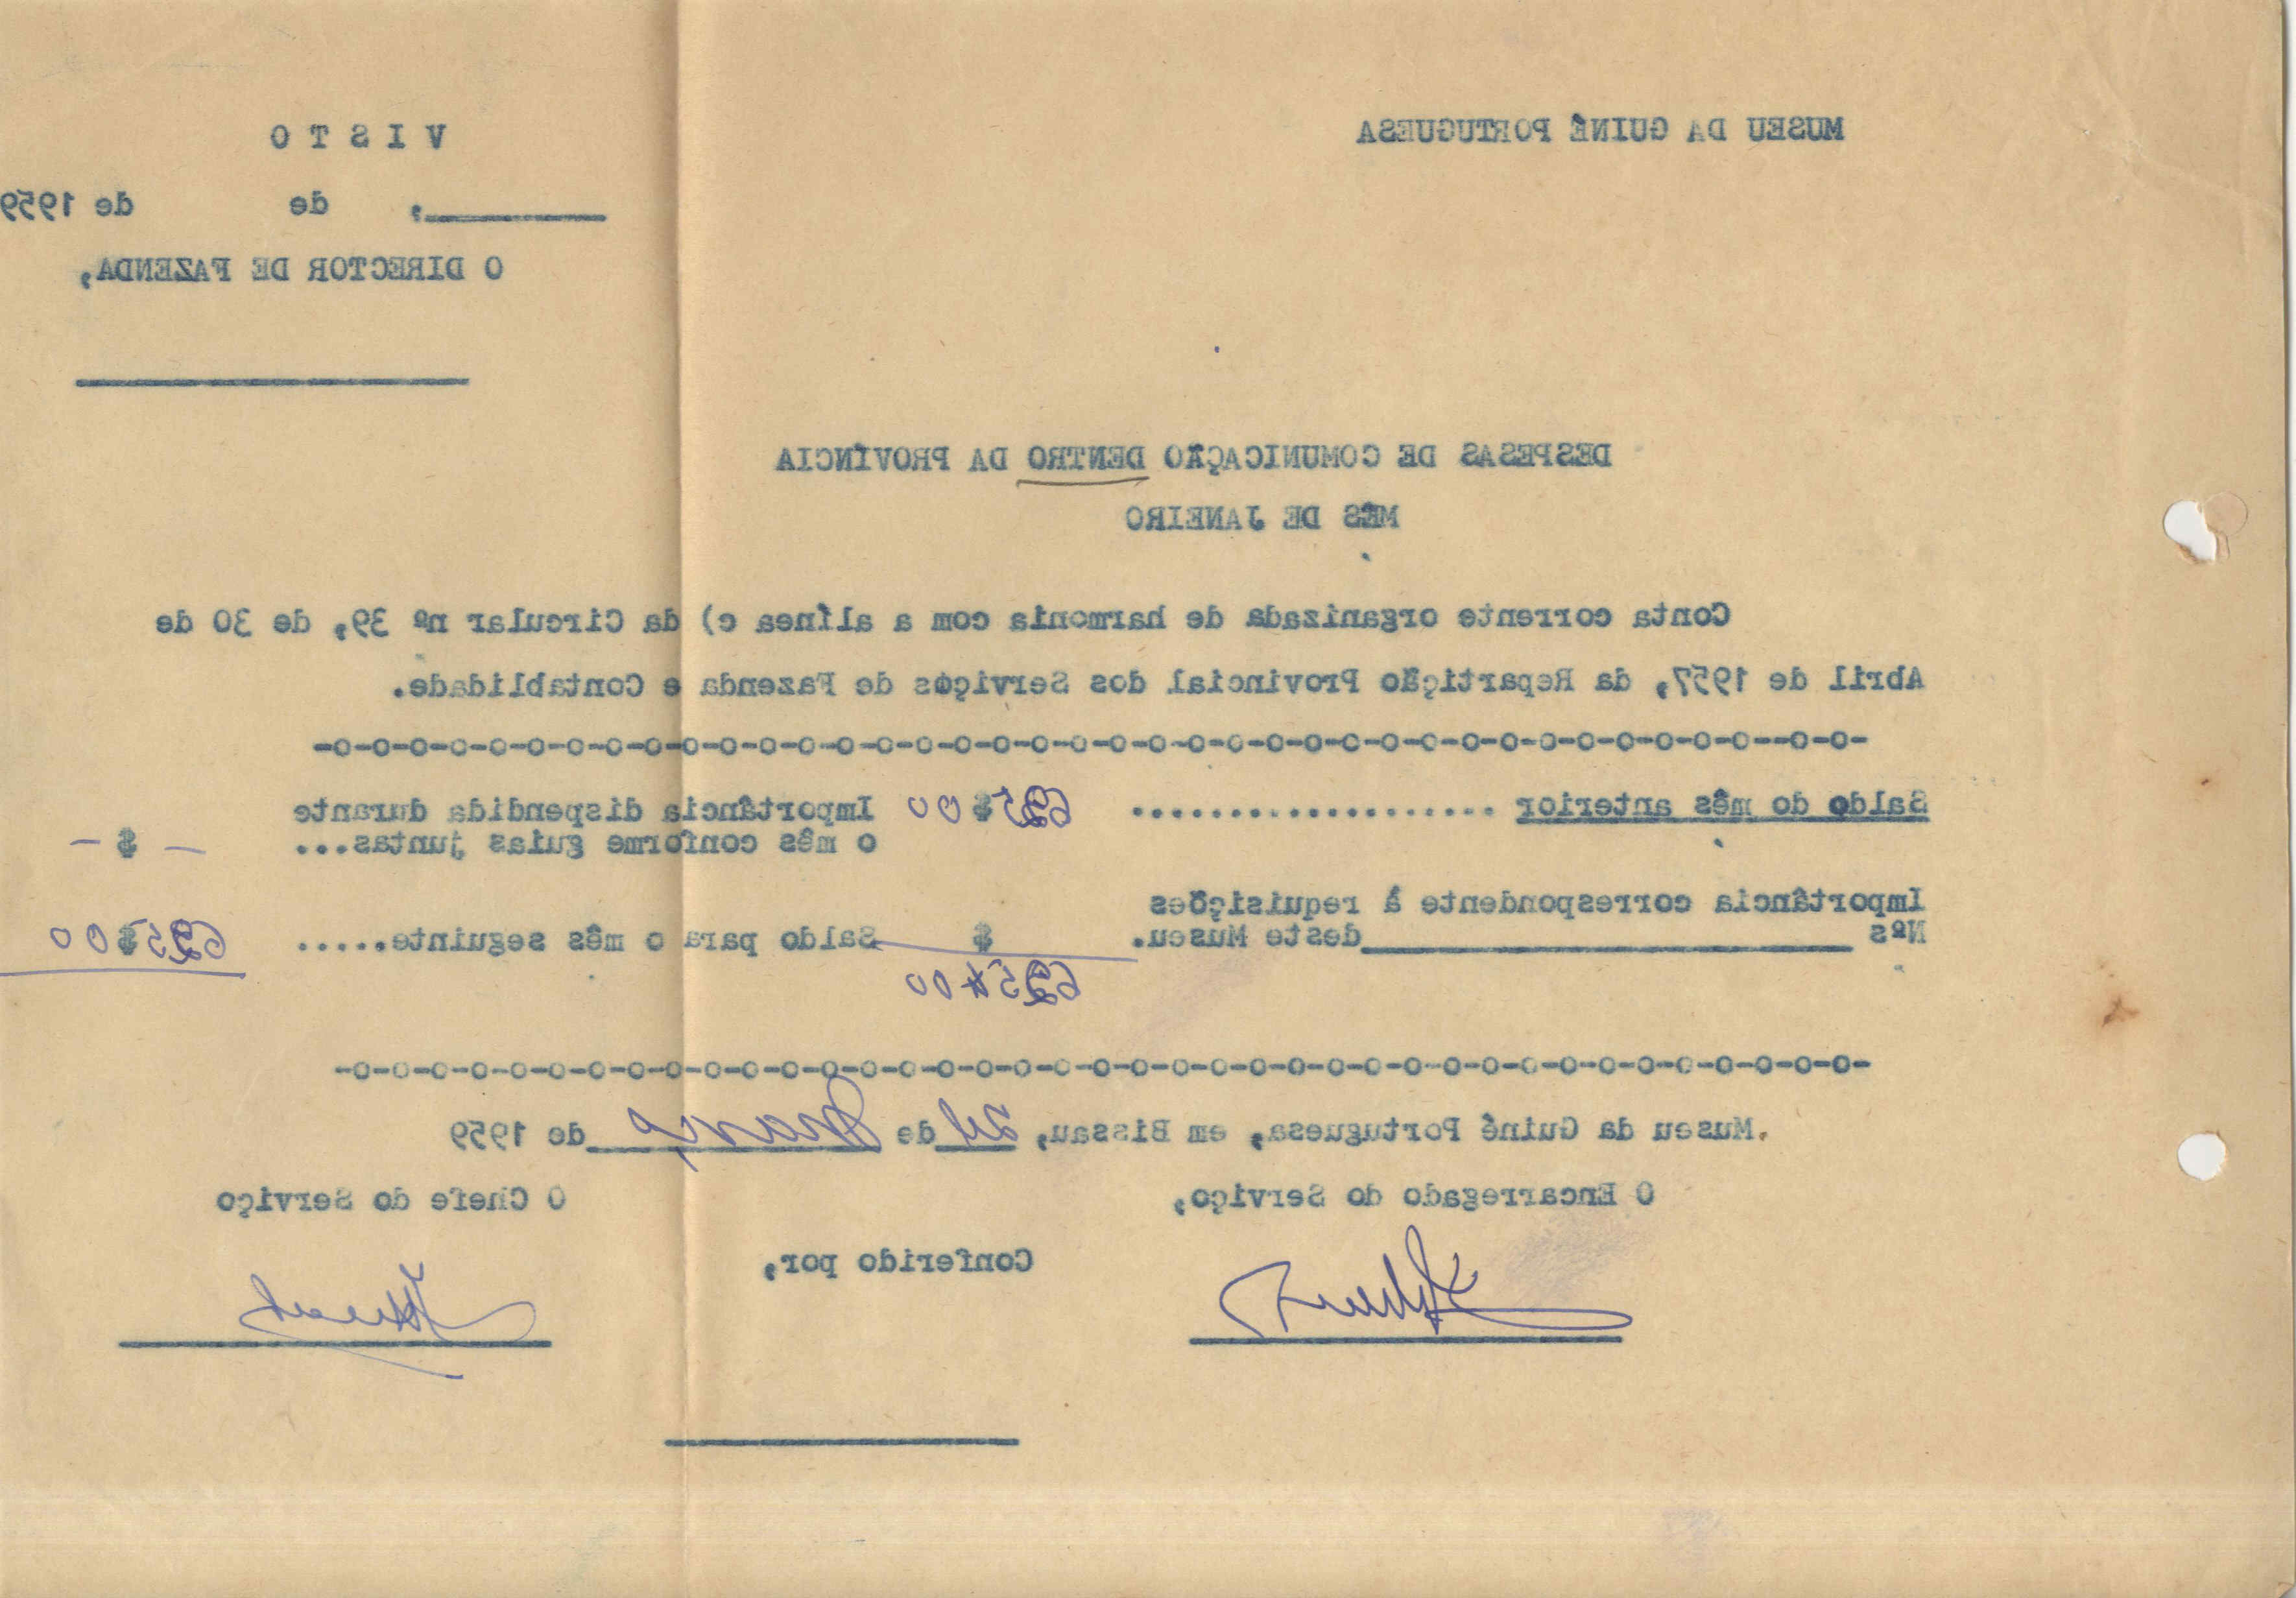 MUSEU DA GUINÉ PORTUGUESA
V I S T O
________, de de 1959
O DIRECTOR DE FAZENDA,
DESPESAS DE COMUNICAÇÃO DENTRO DA PROVÍNCIA
MÊS DE JANEIRO
Conta corrente organizada de harmonia com a alínea c) da Circular nº 39, de 30 de
Abril de 1957, da Repartição Provincial dos Serviços de Fazenda e Contablidade.
-o-o--o-o-o-o-o-o-o-o-o-o-o-o-o-o-o-o-o-o-o-o-o-o-o-o-o-o-o-o-o-o-o-o-o-o-o-o-o-
Saldo do mês anterior ................... 625$00 Importância dispendida durante
o mês conforme guias juntas... - $ -
Importância correspondente à requisições
Nºs ____________ deste Museu. $ Saldo para o mês seguinte..... 625$00
625$00
-o-o-o-o-o-o-o-o-o-o-o-o-o-o-o-o-o-o-o-o-o-o-o-o-o-o-o-o-o-o-o-o-o-o-o-o-o-o-o-
Museu da Guiné Portuguesa, em Bissau, de de 1959
O Encarregado do Serviço,
O Chefe do Serviço
Conferido por,